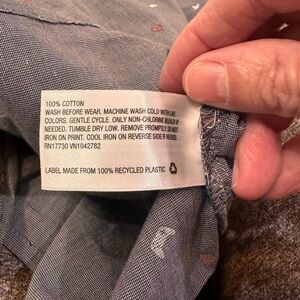 100% COTTON
WASH BEFORE WEAR. MACHINE WASH COLD WITH LIKE
COLORS. GENTLE CYCLE. ONLY NON-CHLORINE BLEACH IF
NEEDED. TUMBLE DRY LOW. REMOVE PROMPTLY. DO NOT
IRON ON PRINT. COOL IRON ON REVERSE SIDE IF NEEDED.
RN17730 VN1042782
LABEL MADE FROM 100% RECYCLED PLASTIC